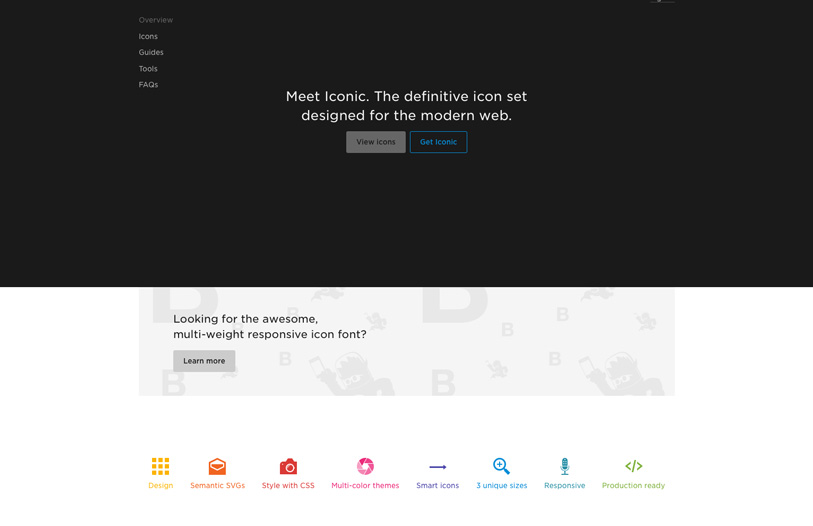 Overview
Icons
Guides
Tools
FAQs
Meet Iconic. The definitive icon set
designed for the modern web.
View icons
Get Iconic
B
B
B
B
B
Looking for the awesome,
multi-weight responsive icon font?
Learn more
B
B
B
B
Design
Semantic SVGs
Style with CSS
Multi-color themes
Smart icons
3 unique sizes
Responsive
Production ready